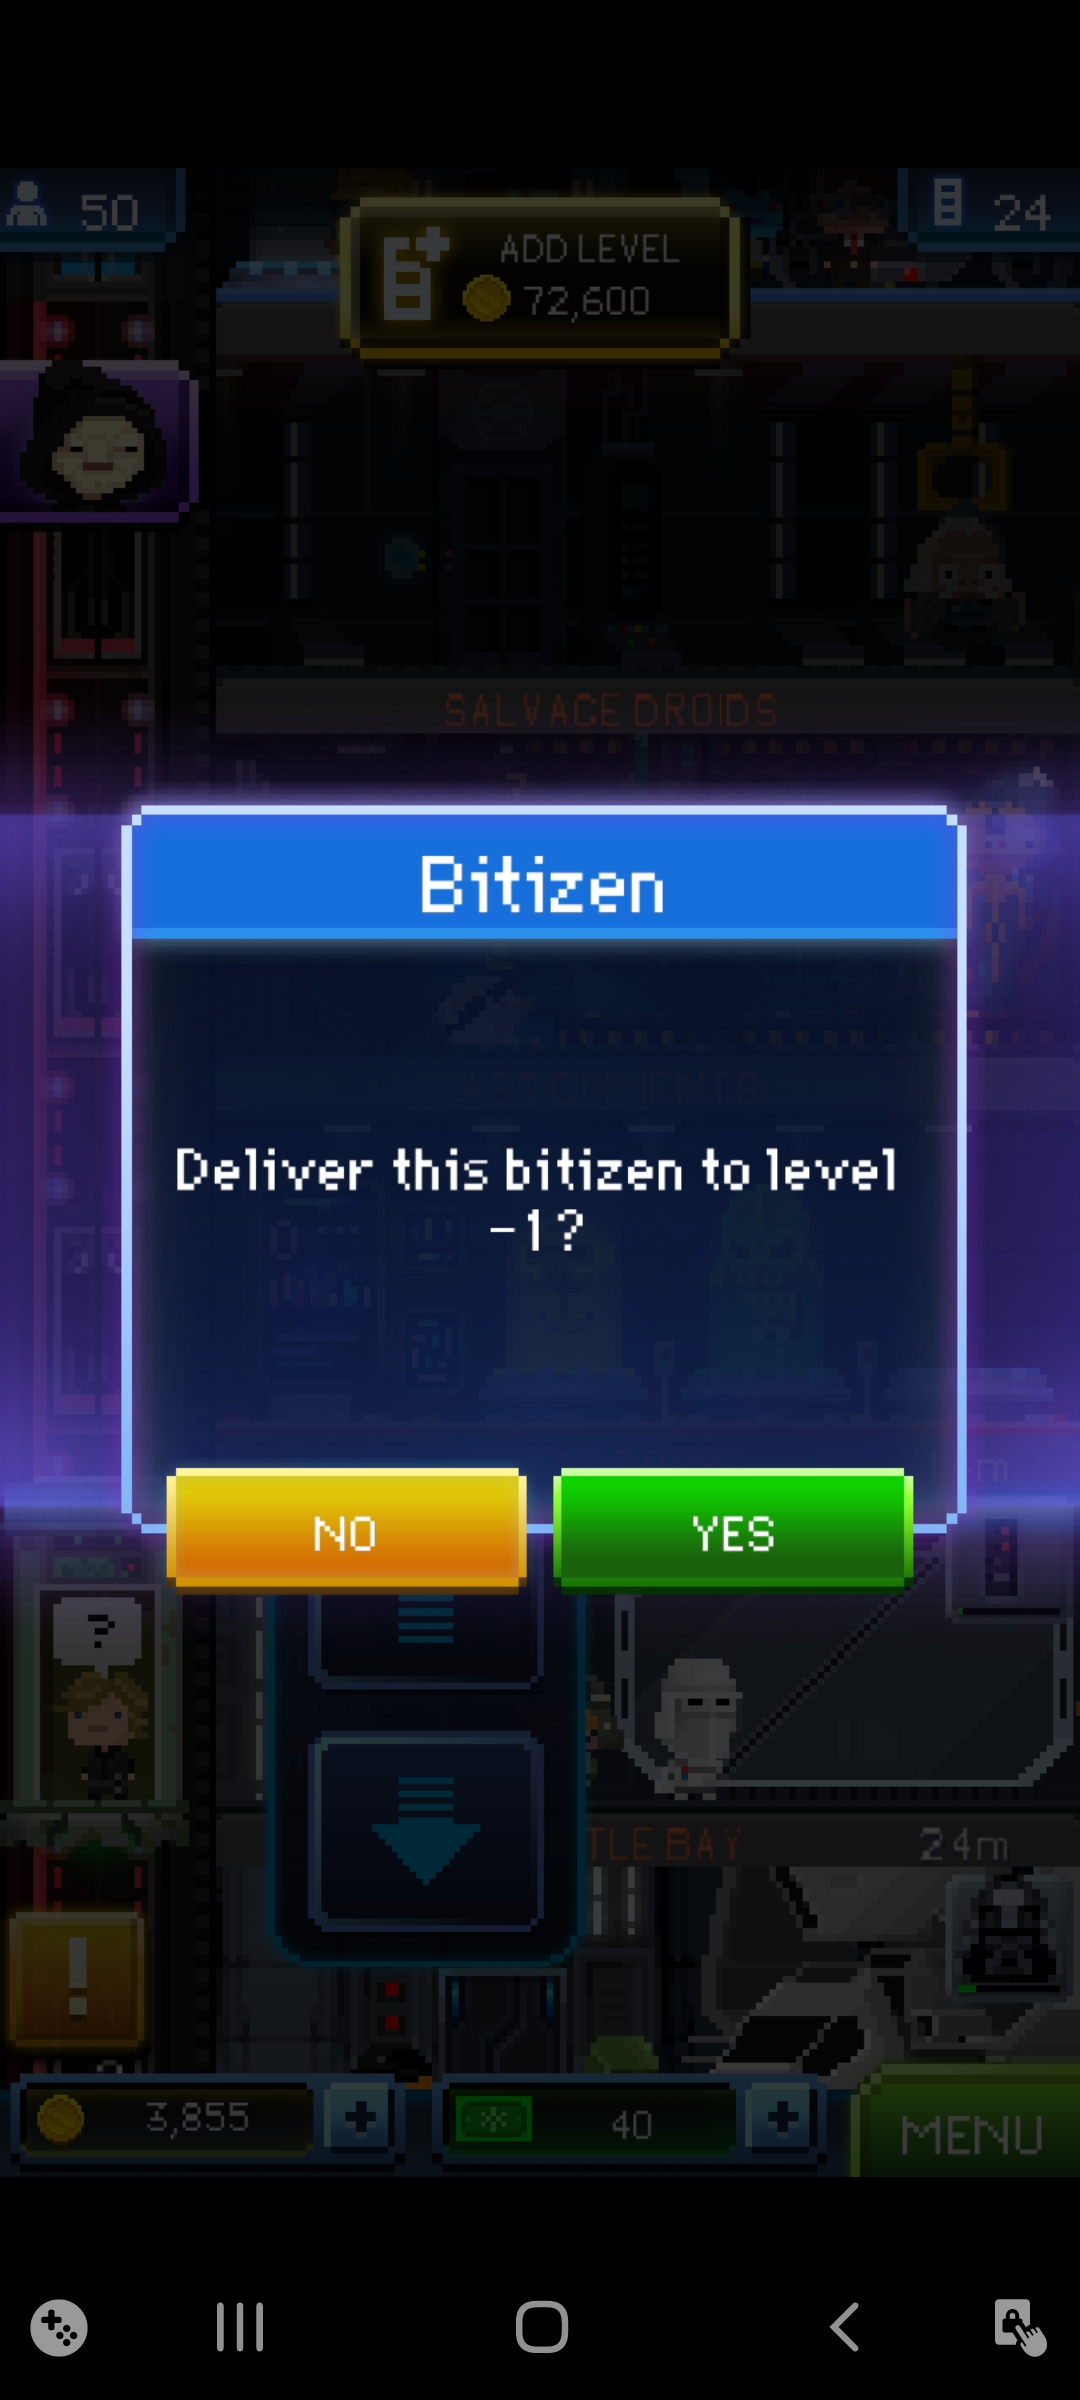 50
24
ADD LEVEL
72,600
SALVAGE DROIDS
Bitizen
ASSIGNMENTS
Deliver this bitizen to level
-1?
NO
YES
?
TLE BAY
24m
!
3,855
40
MENU